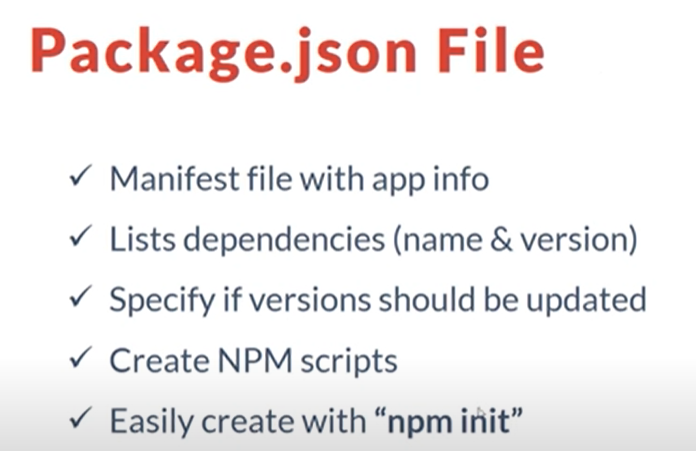 Package.json File
✓ Manifest file with app info
✓ Lists dependencies (name & version)
✓ Specify if versions should be updated
✓ Create NPM scripts
✓ Easily create with “npm init”